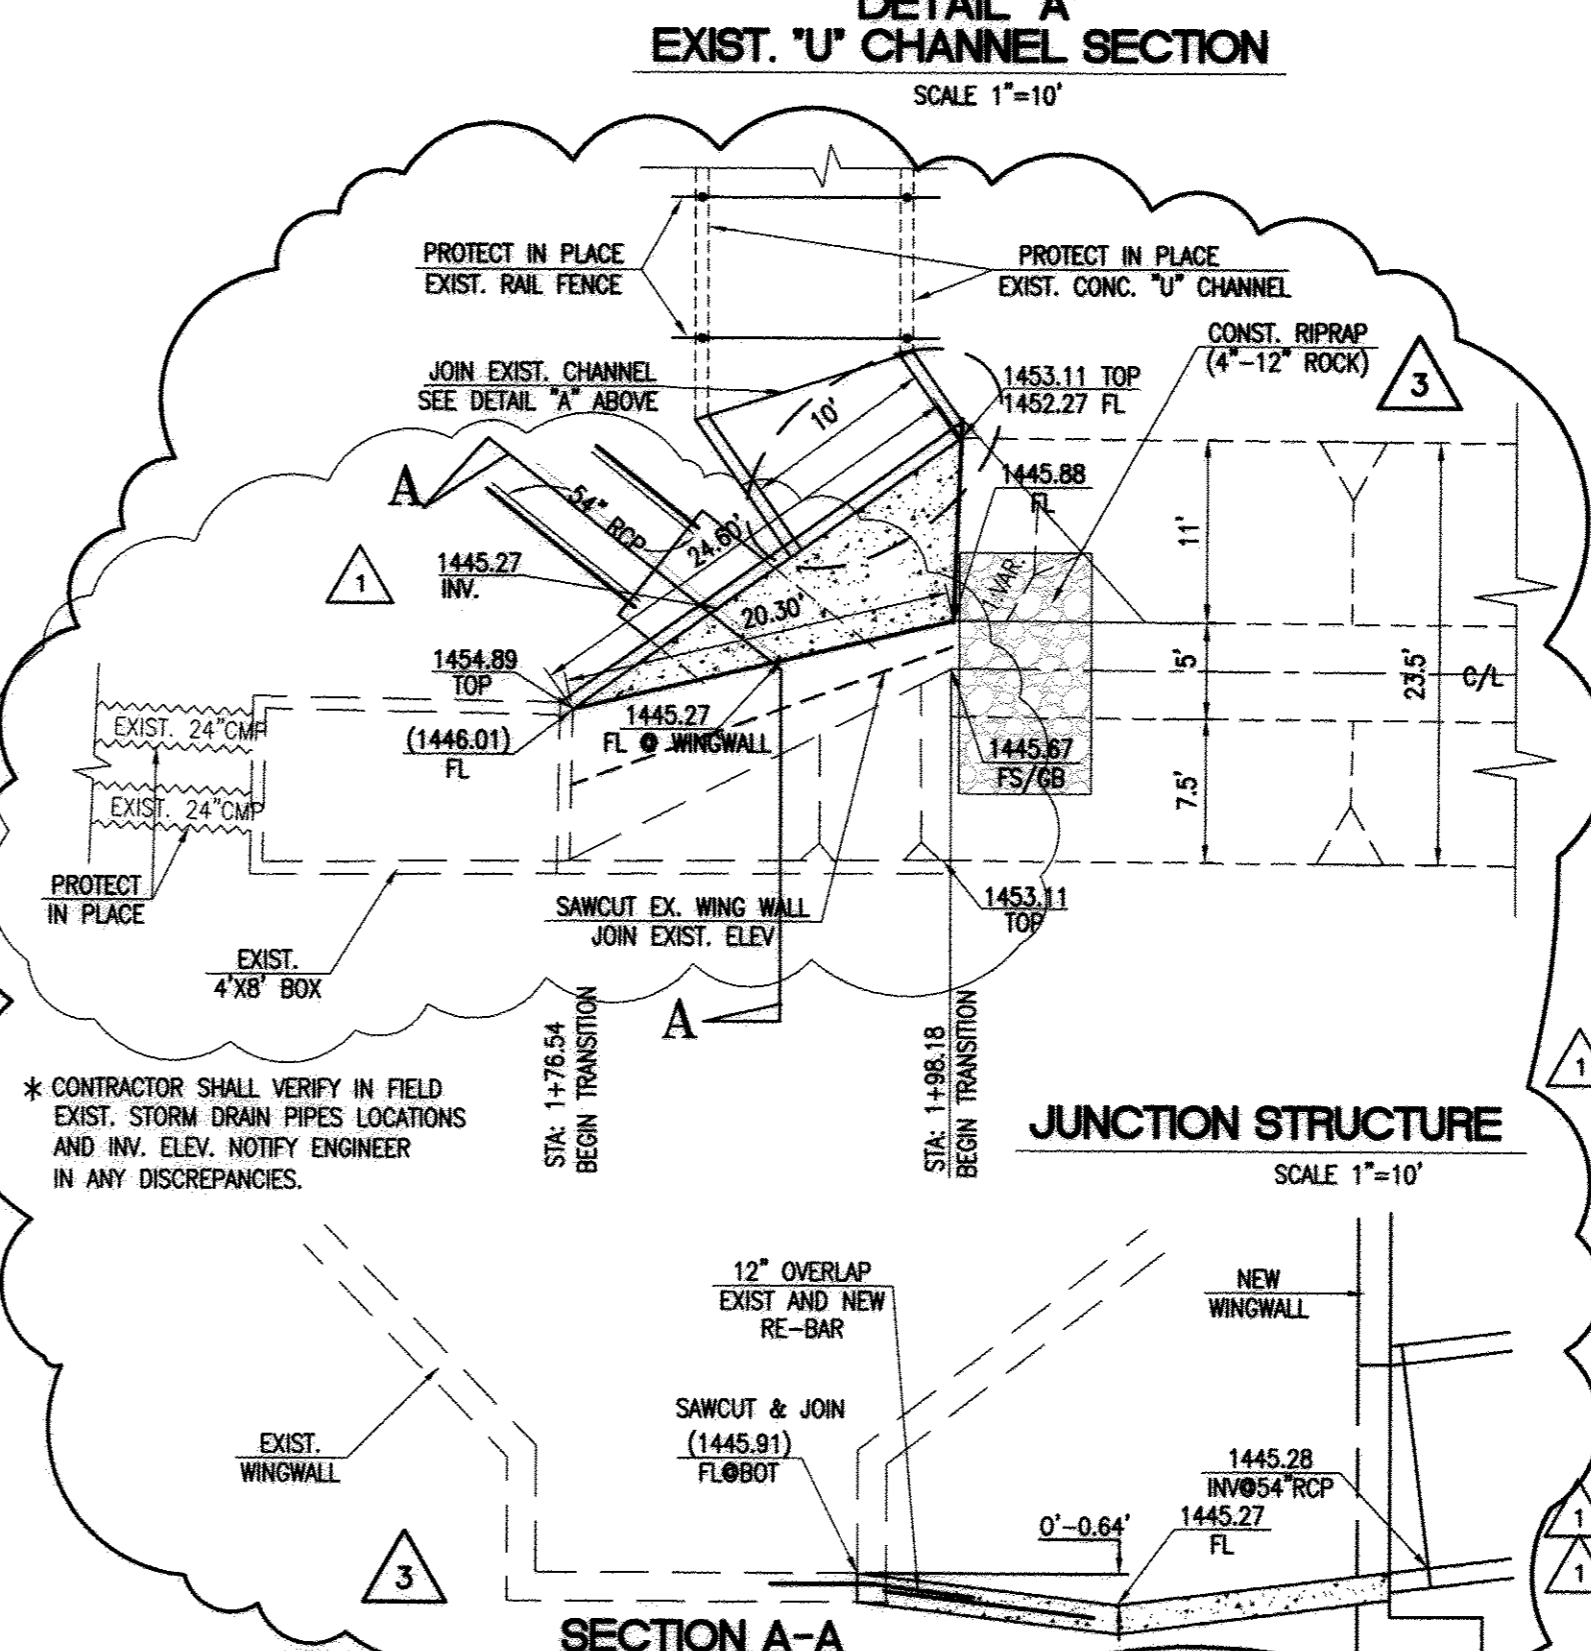 DETAIL "A"
EXIST. "U" CHANNEL SECTION
SCALE 1"=10'
PROTECT IN PLACE
EXIST. RAIL FENCE
PROTECT IN PLACE
EXIST. CONC. "U" CHANNEL
CONST. RIPRAP
(4"-12" ROCK)
3
JOIN EXIST. CHANNEL
SEE DETAIL "A" ABOVE
10'
1453.11 TOP
1452.27 FL
A
54" RCP
24.60'
1445.88
FL
11'
1
1445.27
INV.
20.30'
VAR.
1454.89
TOP
5'
23.5'
C/L
EXIST. 24"CMP
(1446.01)
FL
1445.27
FL @ WINGWALL
1445.67
FS/GB
7.5'
EXIST. 24"CMP
PROTECT
IN PLACE
SAWCUT EX. WING WALL
JOIN EXIST. ELEV
1453.11
TOP
EXIST.
4'X8' BOX
A
STA: 1+76.54
BEGIN TRANSITION
STA: 1+98.18
BEGIN TRANSITION
1
* CONTRACTOR SHALL VERIFY IN FIELD
EXIST. STORM DRAIN PIPES LOCATIONS
AND INV. ELEV. NOTIFY ENGINEER
IN ANY DISCREPANCIES.
JUNCTION STRUCTURE
SCALE 1"=10'
12" OVERLAP
EXIST AND NEW
RE-BAR
NEW
WINGWALL
EXIST.
WINGWALL
SAWCUT & JOIN
(1445.91)
FL@BOT
1445.28
INV@54"RCP
0'-0.64'
1445.27
FL
1
1
3
SECTION A-A